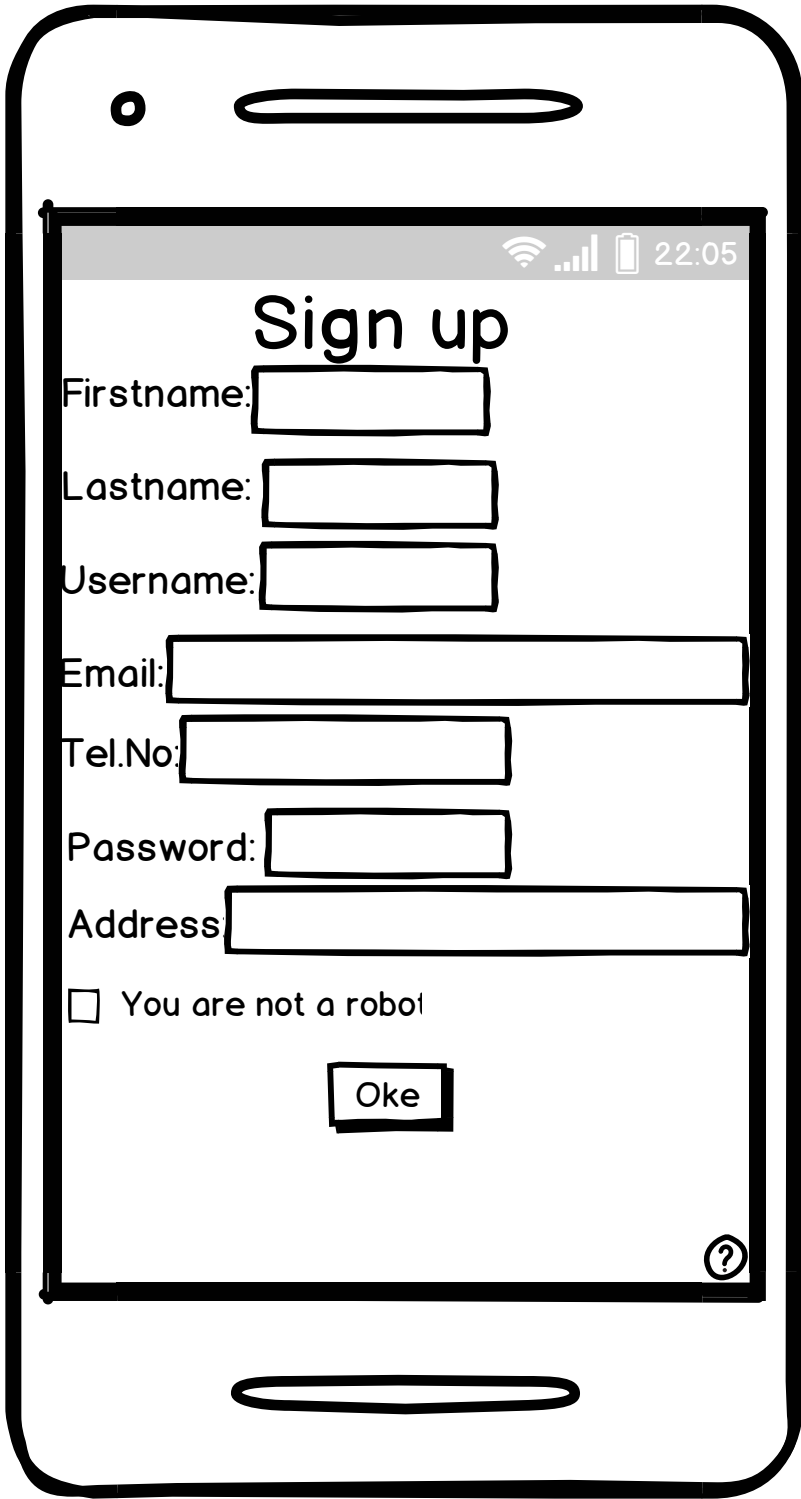 22:05
Sign up
Firstname:
Lastname:
Username:
Email:
Tel.No:
Password:
Address:
You are not a robot
Oke
?